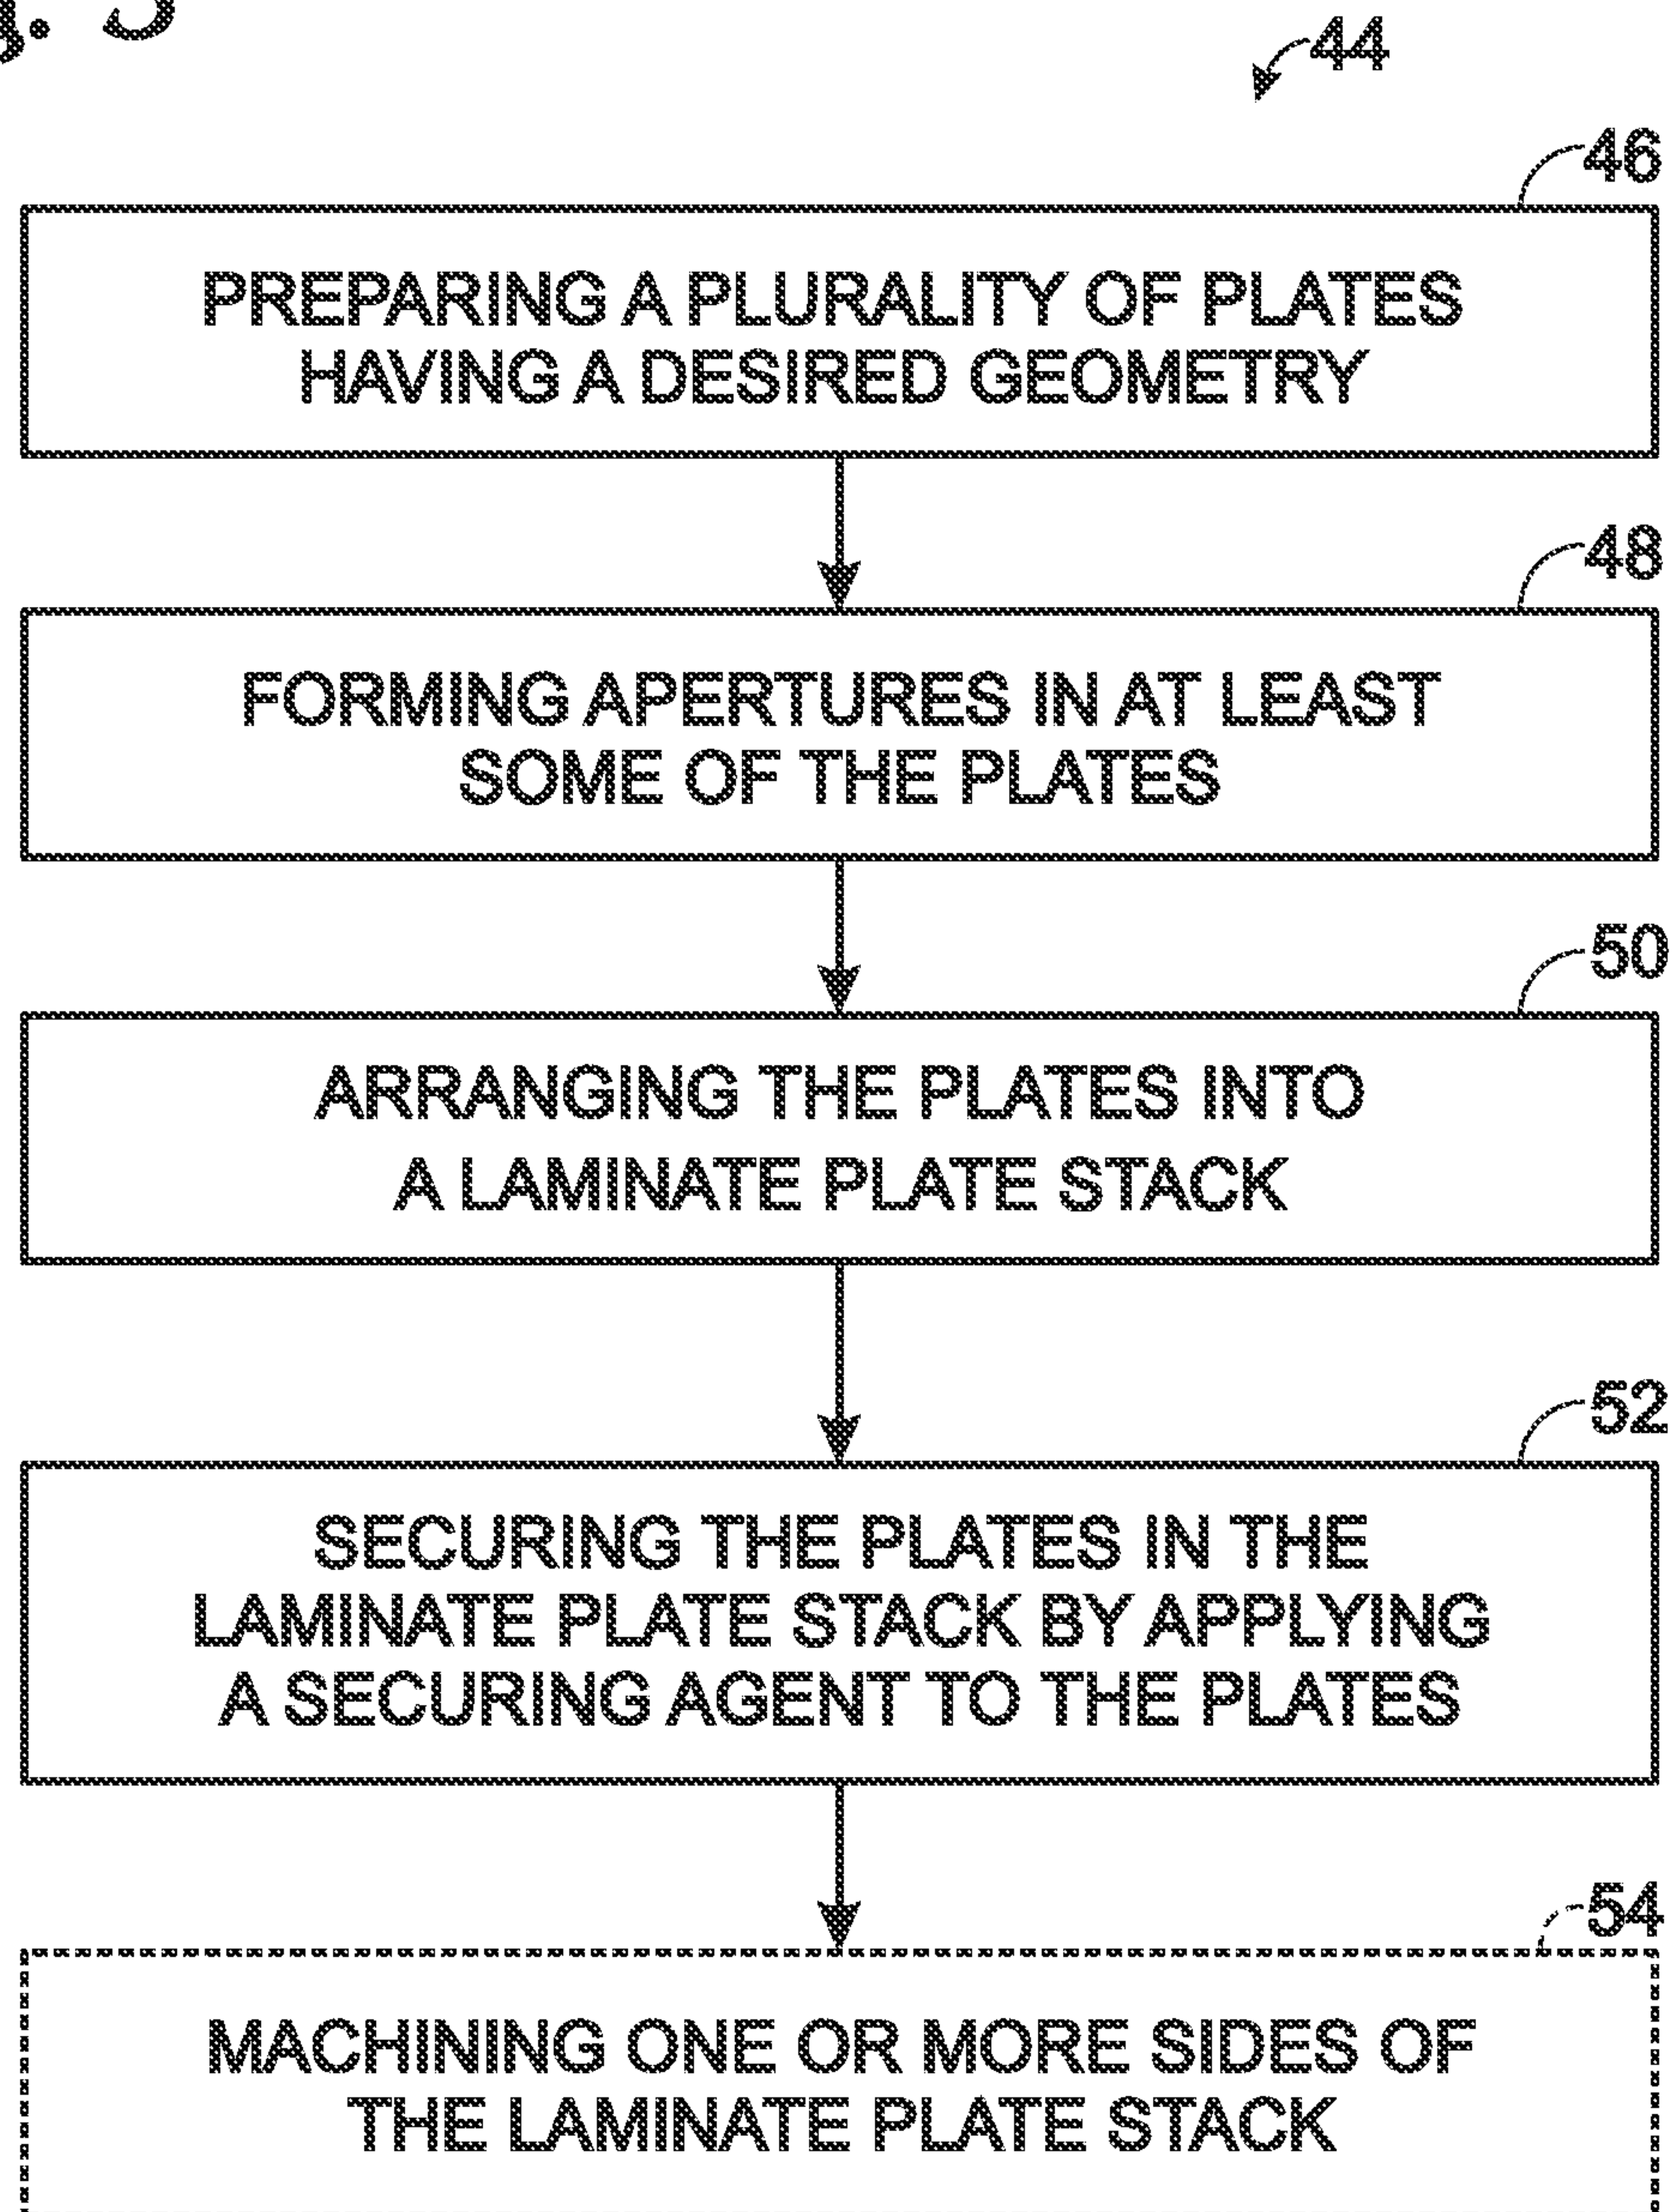 44
46
PREPARING A PLURALITY OF PLATES
HAVING A DESIRED GEOMETRY
48
FORMING APERTURES IN AT LEAST
SOME OF THE PLATES
50
ARRANGING THE PLATES INTO
A LAMINATE PLATE STACK
52
SECURING THE PLATES IN THE
LAMINATE PLATE STACK BY APPLYING
A SECURING AGENT TO THE PLATES
54
MACHINING ONE OR MORE SIDES OF
THE LAMINATE PLATE STACK